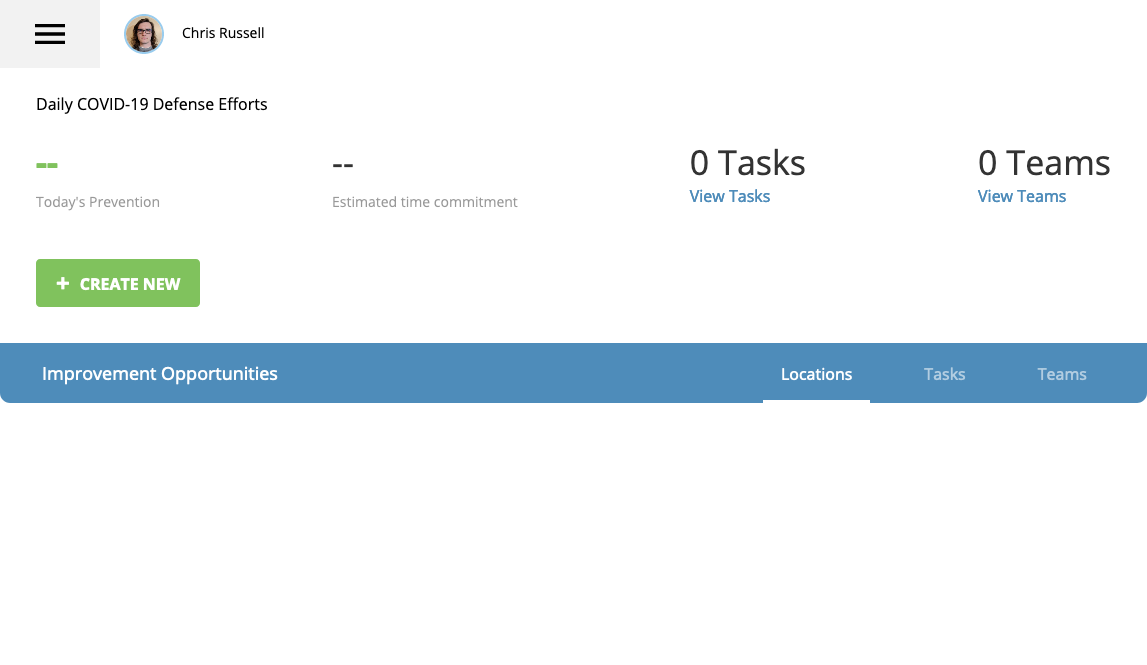 Chris Russell
Daily COVID-19 Defense Efforts
--
Today's Prevention
--
Estimated time commitment
0 Tasks
View Tasks
0 Teams
View Teams
+ CREATE NEW
Improvement Opportunities
Locations
Tasks
Teams